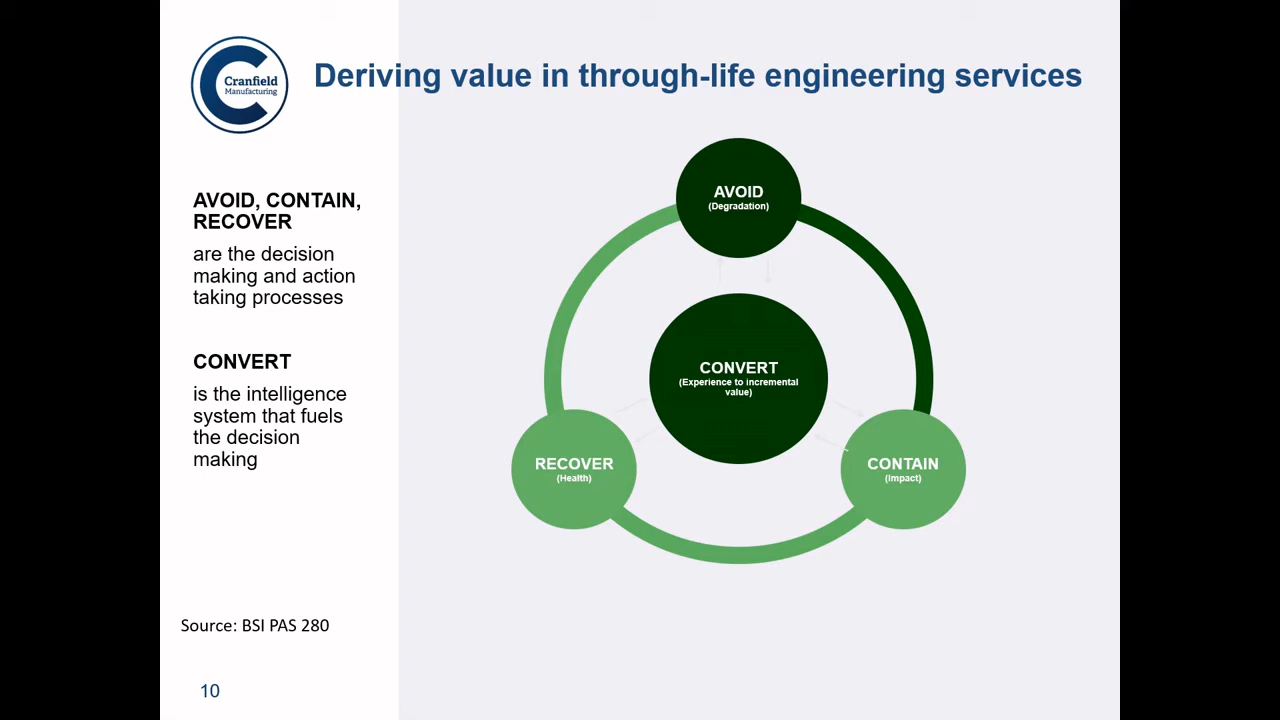 Cranfield
Manufacturing
Deriving value in through-life engineering services
AVOID, CONTAIN,
RECOVER
are the decision
making and action
taking processes
CONVERT
is the intelligence
system that fuels
the decision
making
Source: BSI PAS 280
10
AVOID
(Degradation)
CONVERT
(Experience to incremental
value)
RECOVER
(Health)
CONTAIN
(Impact)